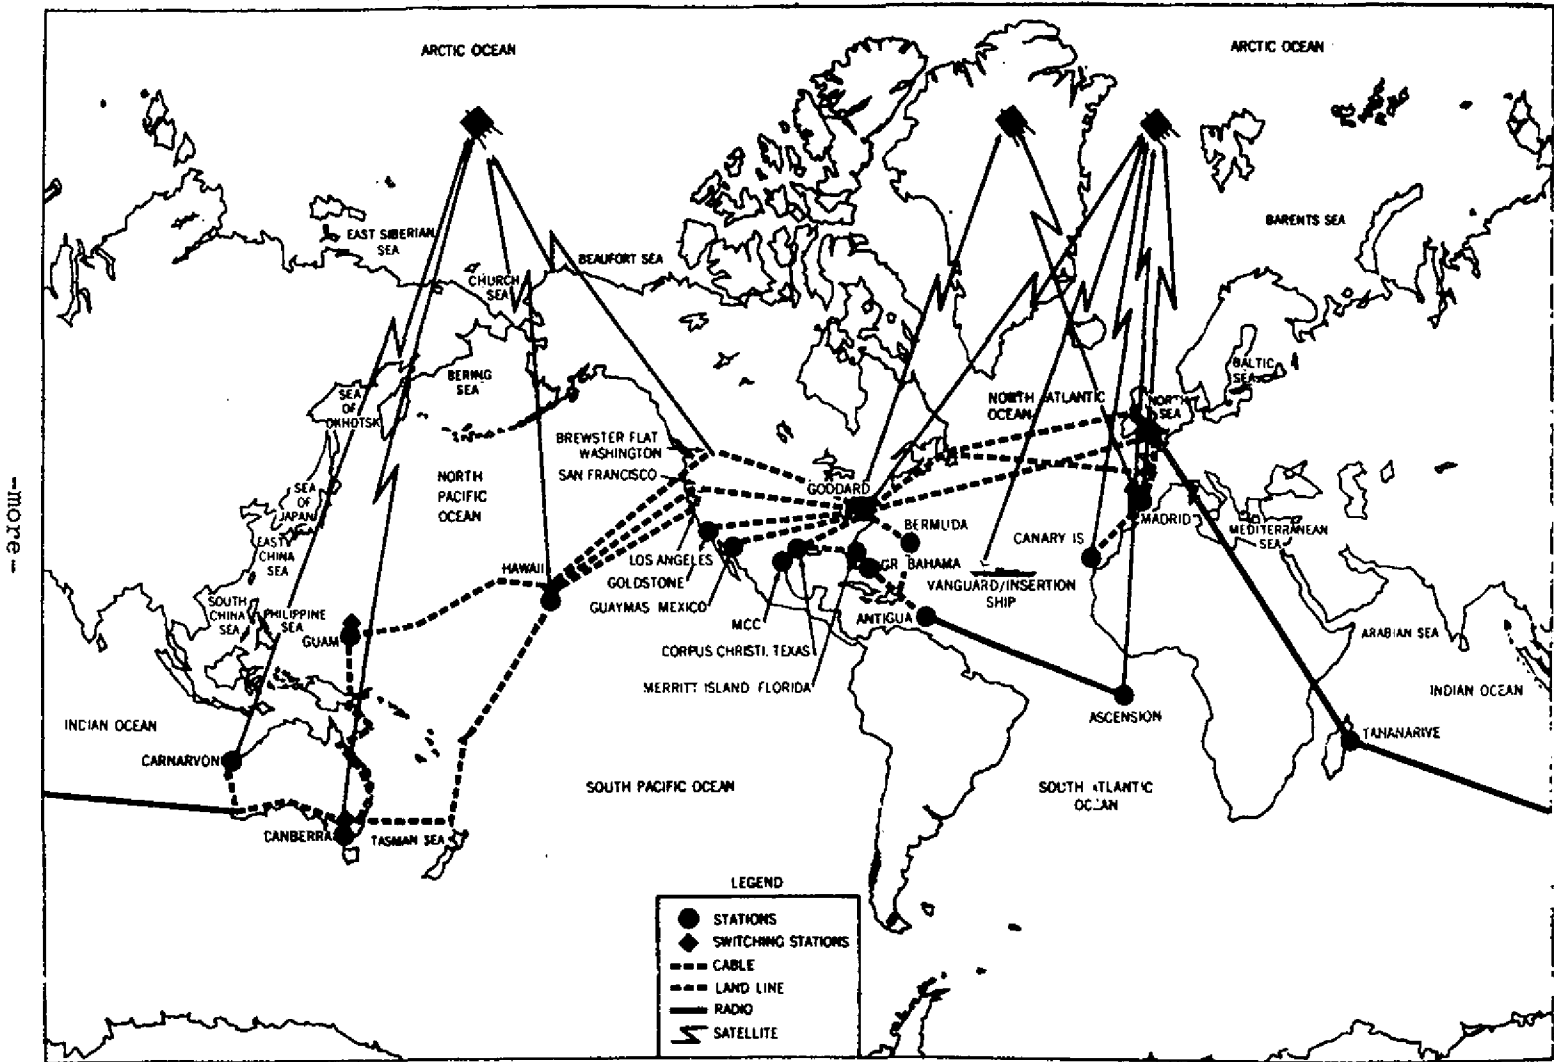 ARCTIC OCEAN
ARCTIC OCEAN
EAST SIBERIAN
SEA
CHURCH
SEA
BEAUFORT SEA
BARENTS SEA
BERING
SEA
SEA
OF
OKHOTSK
BALTIC
SEA
NORTH ATLANTIC
OCEAN
NORTH
SEA
BREWSTER FLAT
WASHINGTON
SAN FRANCISCO
NORTH
PACIFIC
OCEAN
GODDARD
SEA
OF
JAPAN
EAST
CHINA
SEA
BERMUDA
CANARY IS
MADRID
MEDITERRANEAN
SEA
LOS ANGELES
GOLDSTONE
GUAYMAS MEXICO
HAWAII
GR BAHAMA
VANGUARD/INSERTION
SHIP
SOUTH
CHINA
SEA
PHILIPPINE
SEA
GUAM
MCC
ANTIGUA
ARABIAN SEA
CORPUS CHRISTI, TEXAS
MERRITT ISLAND FLORIDA
INDIAN OCEAN
INDIAN OCEAN
ASCENSION
TAHANARIVE
CARNARVON
SOUTH PACIFIC OCEAN
SOUTH ATLANTIC
OCEAN
CANBERRA
TASMAN SEA
LEGEND
STATIONS
SWITCHING STATIONS
CABLE
LAND LINE
RADIO
SATELLITE
-more-